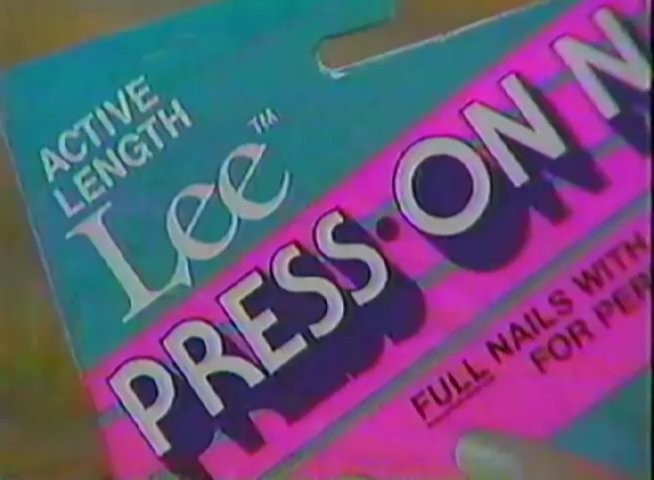 ACTIVE
LENGTH
Lee™
PRESS·ON N
FULL NAILS WITH
FOR PER